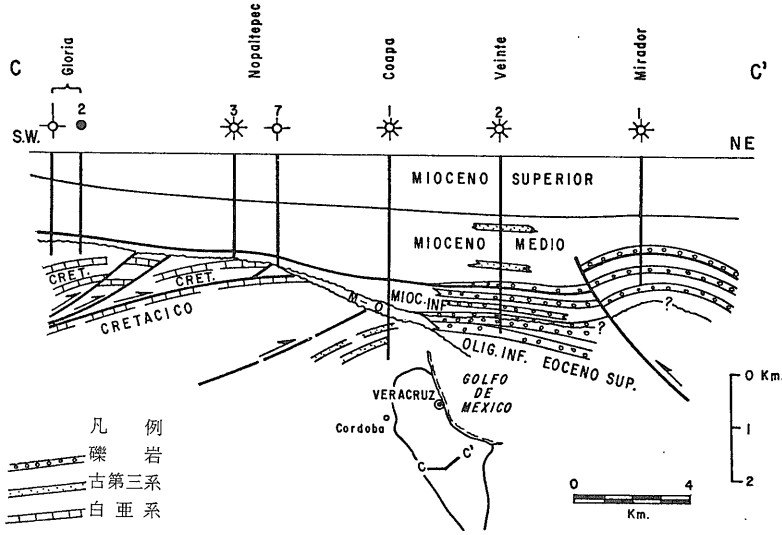 Gloria
Nopaltepec
Coapa
Veinte
Mirador
C
C'
1 2 3 7 1 2 1
S.W.
NE
MIOCENO SUPERIOR
MIOCENO MEDIO
CRET.
CRET.
CRETACICO
M-O
MIOC. INF
OLIG. INF.
EOCENO SUP.
?
?
VERACRUZ
Cordoba
GOLFO
DE
MEXICO
C C'
0 Km.
1
2
0 4
Km.
凡 例
礫 岩
古第三系
白亜系